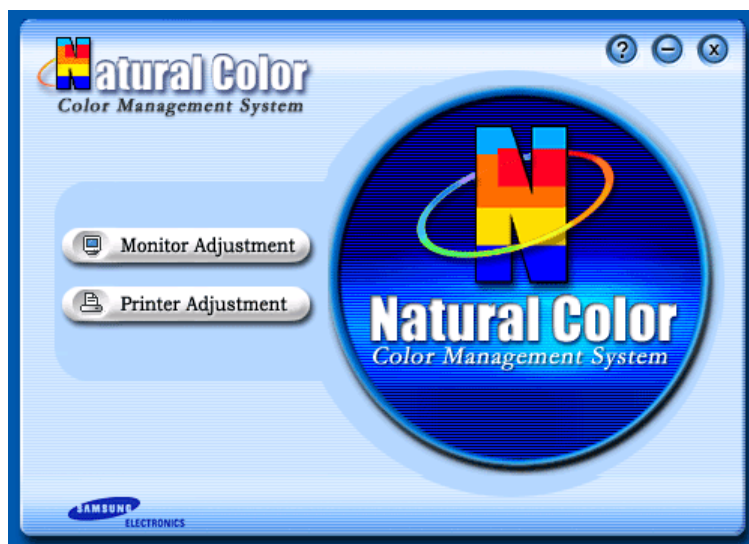 Natural Color
Color Management System
?
Monitor Adjustment
Printer Adjustment
N
Natural Color
Color Management System
SAMSUNG
ELECTRONICS